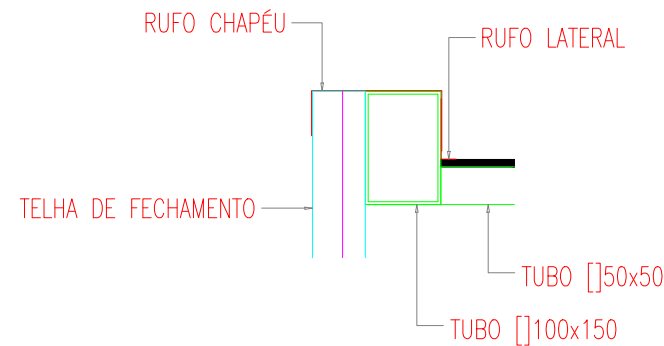 RUFO CHAPÉU
RUFO LATERAL
TELHA DE FECHAMENTO
TUBO []50x50
TUBO []100x150